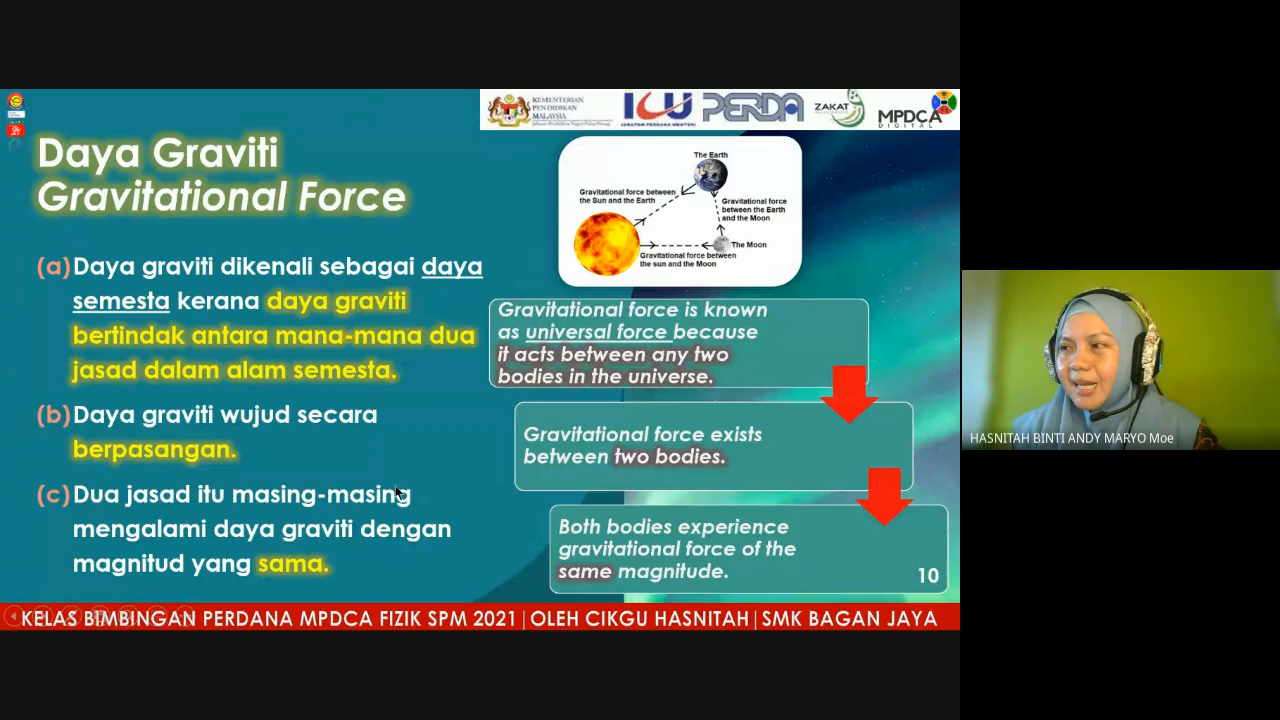 KEMENTERIAN
PENDIDIKAN
MALAYSIA
ICU
JABATAN PERDANA MENTERI
PERDA
ZAKAT
MPDCA
DIGITAL
Daya Graviti
Gravitational Force
The Earth
Gravitational force between
the Sun and the Earth
Gravitational force
between the Earth
and the Moon
The Moon
Gravitational force between
the sun and the Moon
(a) Daya graviti dikenali sebagai daya
semesta kerana daya graviti
bertindak antara mana-mana dua
jasad dalam alam semesta.
(b) Daya graviti wujud secara
berpasangan.
(c) Dua jasad itu masing-masing
mengalami daya graviti dengan
magnitud yang sama.
Gravitational force is known
as universal force because
it acts between any two
bodies in the universe.
Gravitational force exists
between two bodies.
Both bodies experience
gravitational force of the
same magnitude.
10
KELAS BIMBINGAN PERDANA MPDCA FIZIK SPM 2021|OLEH CIKGU HASNITAH|SMK BAGAN JAYA
HASNITAH BINTI ANDY MARYO Moe